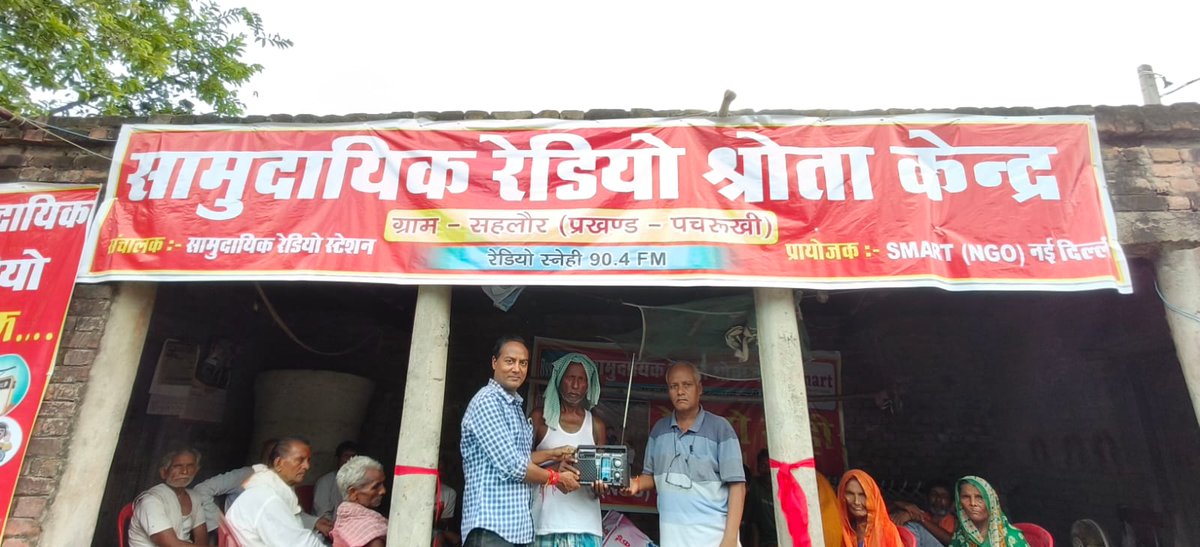 सामुदायिक रेडियो श्रोता केन्द्र
ग्राम - सहलौर (प्रखण्ड - पचरूखी)
संचालक :- सामुदायिक रेडियो स्टेशन
प्रायोजक :- SMART (NGO) नई दिल्ली
रेडियो स्नेही 90.4 FM
सामुदायिक